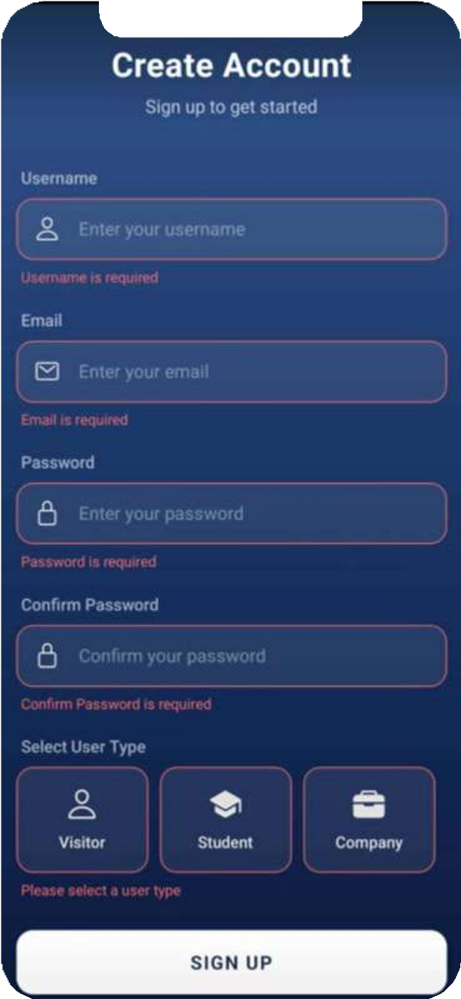 Create Account
Sign up to get started
Username
Enter your username
Username is required
Email
Enter your email
Email is required
Password
Enter your password
Password is required
Confirm Password
Confirm your password
Confirm Password is required
Select User Type
Visitor Student Company
Please select a user type
SIGN UP